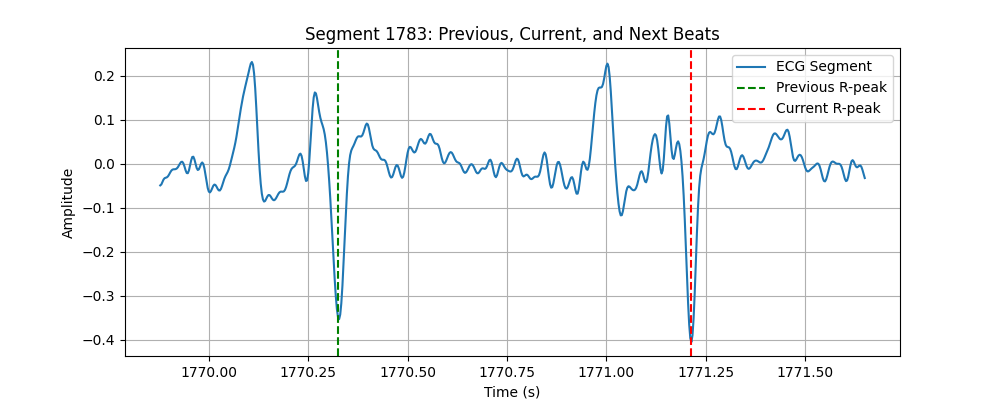 Segment 1783: Previous, Current, and Next Beats
ECG Segment
Previous R-peak
Current R-peak
Amplitude
0.2
0.1
0.0
−0.1
−0.2
−0.3
−0.4
1770.00 1770.25 1770.50 1770.75 1771.00 1771.25 1771.50
Time (s)